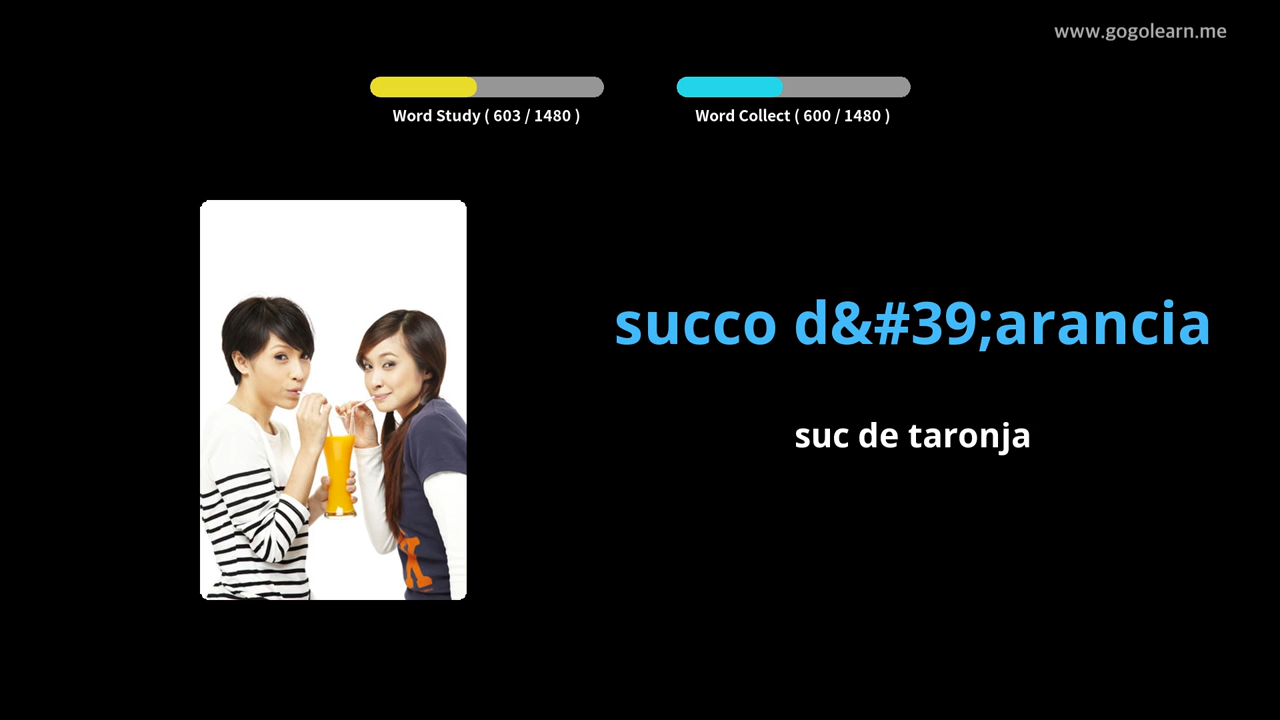 www.gogolearn.me
Word Study ( 603 / 1480 )
Word Collect ( 600 / 1480 )
succo d&#39;arancia
suc de taronja